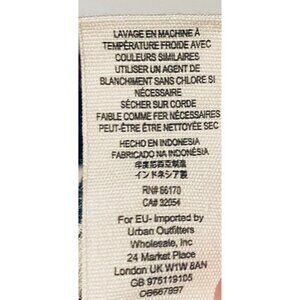 LAVAGE EN MACHINE À
TEMPÉRATURE FROIDE AVEC
COULEURS SIMILAIRES
UTILISER UN AGENT DE
BLANCHIMENT SANS CHLORE SI
NÉCESSAIRE
SÉCHER SUR CORDE
FAIBLE COMME FER NÉCESSAIRES
PEUT-ÊTRE ÊTRE NETTOYÉE SEC
HECHO EN INDONESIA
FABRICADO NA INDONÉSIA
印度尼西亚制造
インドネシア製
RN# 66170
CA# 32054
For EU- Imported by
Urban Outfitters
Wholesale, Inc
24 Market Place
London UK W1W 8AN
GB 975119105
OB667897